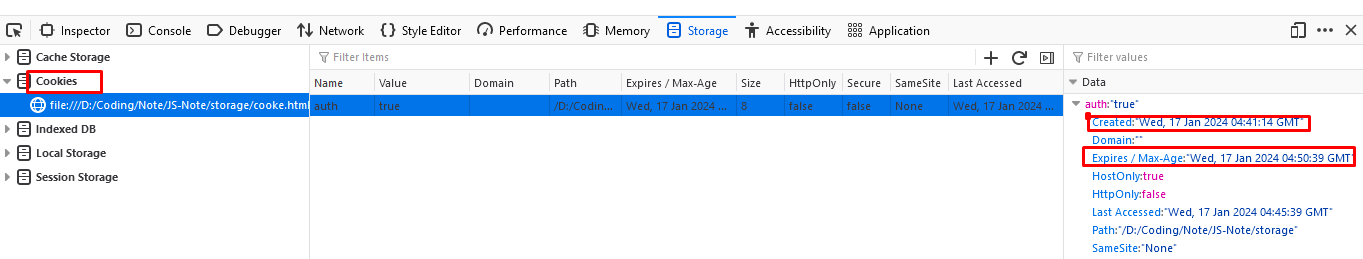 Inspector Console Debugger Network Style Editor Performance Memory Storage Accessibility Application
Cache Storage
Cookies
file:///D:/Coding/Note/JS-Note/storage/cooke.html
Indexed DB
Local Storage
Session Storage
Filter Items
Name Value Domain Path Expires / Max-Age Size HttpOnly Secure SameSite Last Accessed
auth true /D:/Codin... Wed, 17 Jan 2024 ... 8 false false None Wed, 17 Jan 2024 ...
Filter values
Data
auth:"true"
Created:"Wed, 17 Jan 2024 04:41:14 GMT"
Domain:""
Expires / Max-Age:"Wed, 17 Jan 2024 04:50:39 GMT"
HostOnly:true
HttpOnly:false
Last Accessed:"Wed, 17 Jan 2024 04:45:39 GMT"
Path:"/D:/Coding/Note/JS-Note/storage"
SameSite:"None"